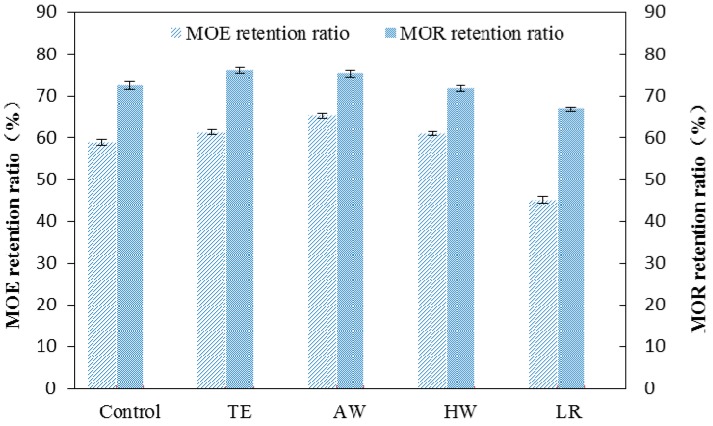 MOE retention ratio
MOR retention ratio
MOE retention ratio（%）
90
80
70
60
50
40
30
20
10
0
90
80
70
60
50
40
30
20
10
0
MOR retention ratio（%）
Control
TE
AW
HW
LR